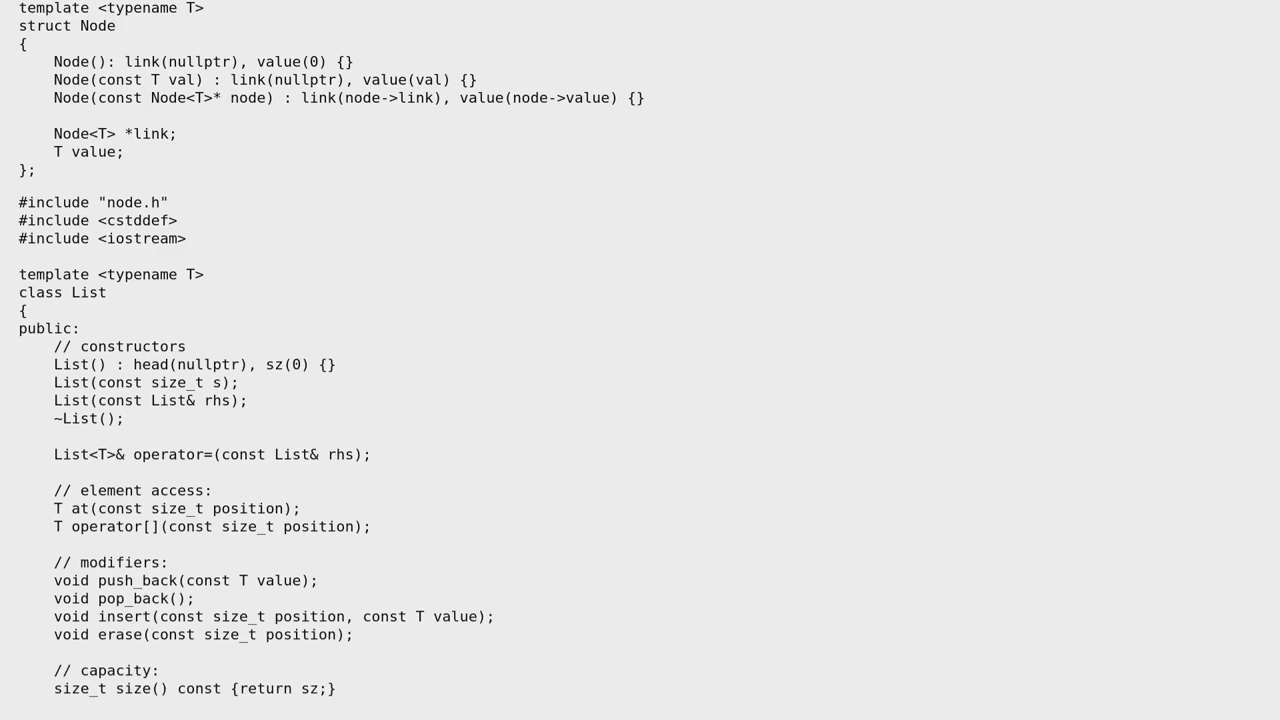 template <typename T>
struct Node
{
    Node(): link(nullptr), value(0) {}
    Node(const T val) : link(nullptr), value(val) {}
    Node(const Node<T>* node) : link(node->link), value(node->value) {}

    Node<T> *link;
    T value;
};

#include "node.h"
#include <cstddef>
#include <iostream>

template <typename T>
class List
{
public:
    // constructors
    List() : head(nullptr), sz(0) {}
    List(const size_t s);
    List(const List& rhs);
    ~List();

    List<T>& operator=(const List& rhs);

    // element access:
    T at(const size_t position);
    T operator[](const size_t position);

    // modifiers:
    void push_back(const T value);
    void pop_back();
    void insert(const size_t position, const T value);
    void erase(const size_t position);

    // capacity:
    size_t size() const {return sz;}